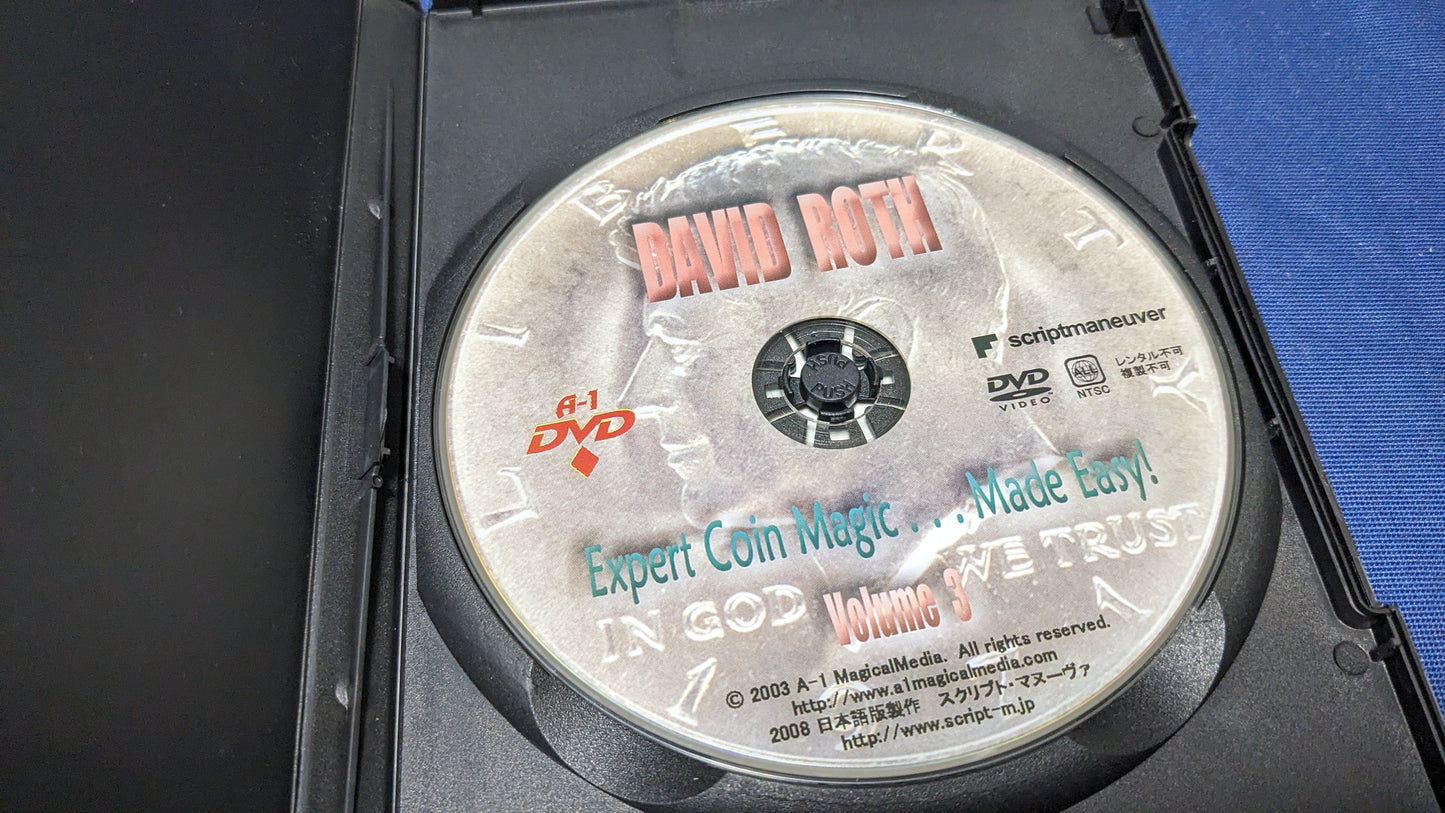 LIBERTY
DAVID ROTH
scriptmaneuver
DVD
VIDEO
ALL
NTSC
レンタル不可
複製不可
PUSH
PUSH
A-1
DVD
Expert Coin Magic . . . Made Easy!
IN GOD WE TRUST
Volume 3
© 2003 A-1 MagicalMedia. All rights reserved.
http://www.a1magicalmedia.com
2008 日本語版製作 スクリプト・マヌーヴァ
http://www.script-m.jp